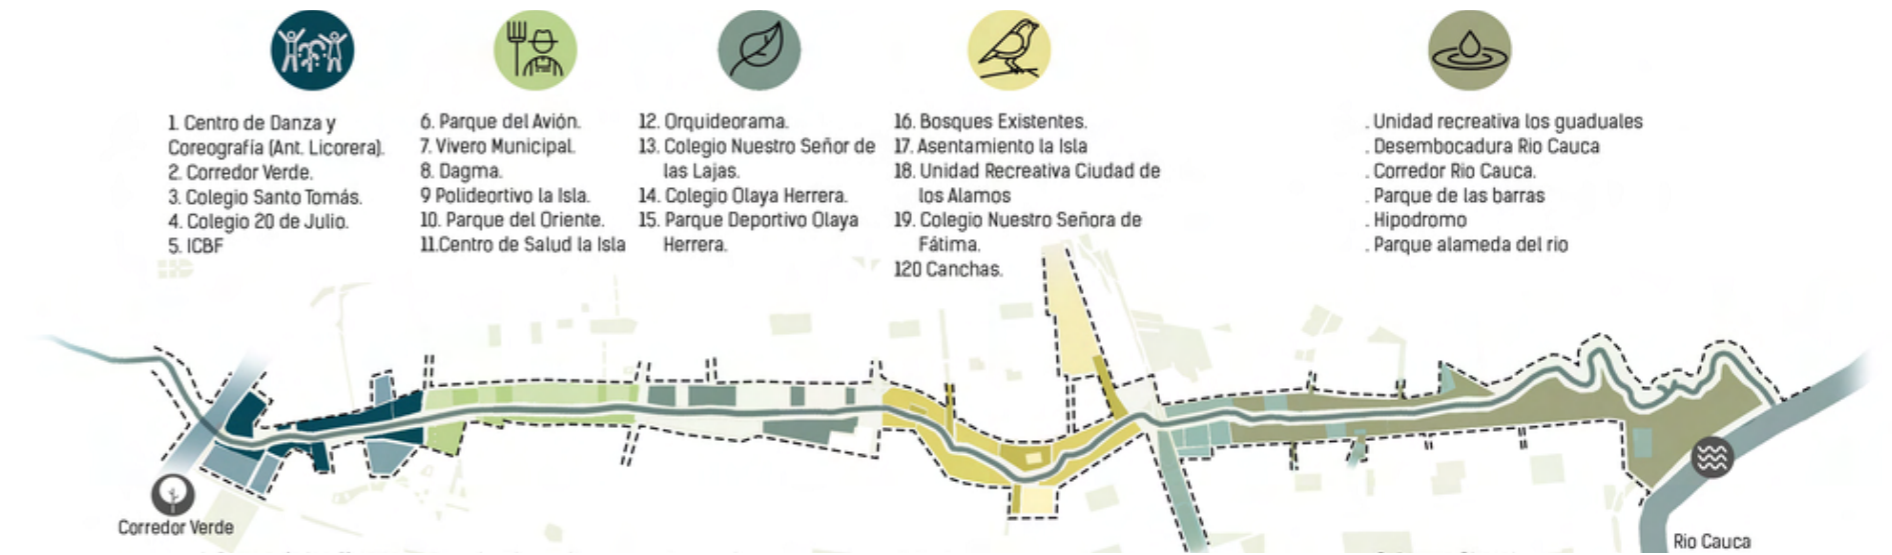 1. Centro de Danza y
Coreografía (Ant. Licorera).
2. Corredor Verde.
3. Colegio Santo Tomás.
4. Colegio 20 de Julio.
5. ICBF
6. Parque del Avión.
7. Vivero Municipal.
8. Dagma.
9 Polideortivo la Isla.
10. Parque del Oriente.
11.Centro de Salud la Isla
12. Orquideorama.
13. Colegio Nuestro Señor de
las Lajas.
14. Colegio Olaya Herrera.
15. Parque Deportivo Olaya
Herrera.
16. Bosques Existentes.
17. Asentamiento la Isla
18. Unidad Recreativa Ciudad de
los Alamos
19. Colegio Nuestro Señora de
Fátima.
120 Canchas.
. Unidad recreativa los guaduales
. Desembocadura Rio Cauca
. Corredor Rio Cauca.
. Parque de las barras
. Hipodromo
. Parque alameda del rio
Corredor Verde
Rio Cauca